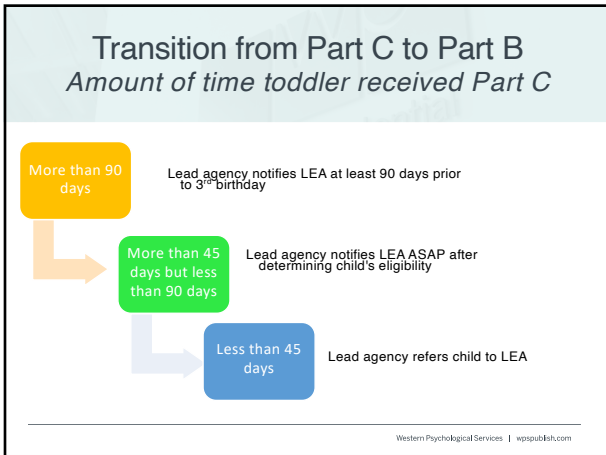 Transition from Part C to Part B
Amount of time toddler received Part C
More than 90
days
Lead agency notifies LEA at least 90 days prior
to 3rd birthday
More than 45
days but less
than 90 days
Lead agency notifies LEA ASAP after
determining child's eligibility
Less than 45
days
Lead agency refers child to LEA
Western Psychological Services | wpspublish.com